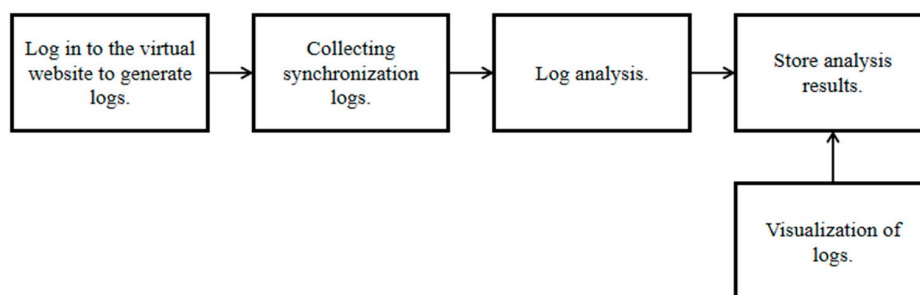 Log in to the virtual
website to generate
logs.
Collecting
synchronization
logs.
Log analysis.
Store analysis
results.
Visualization of
logs.